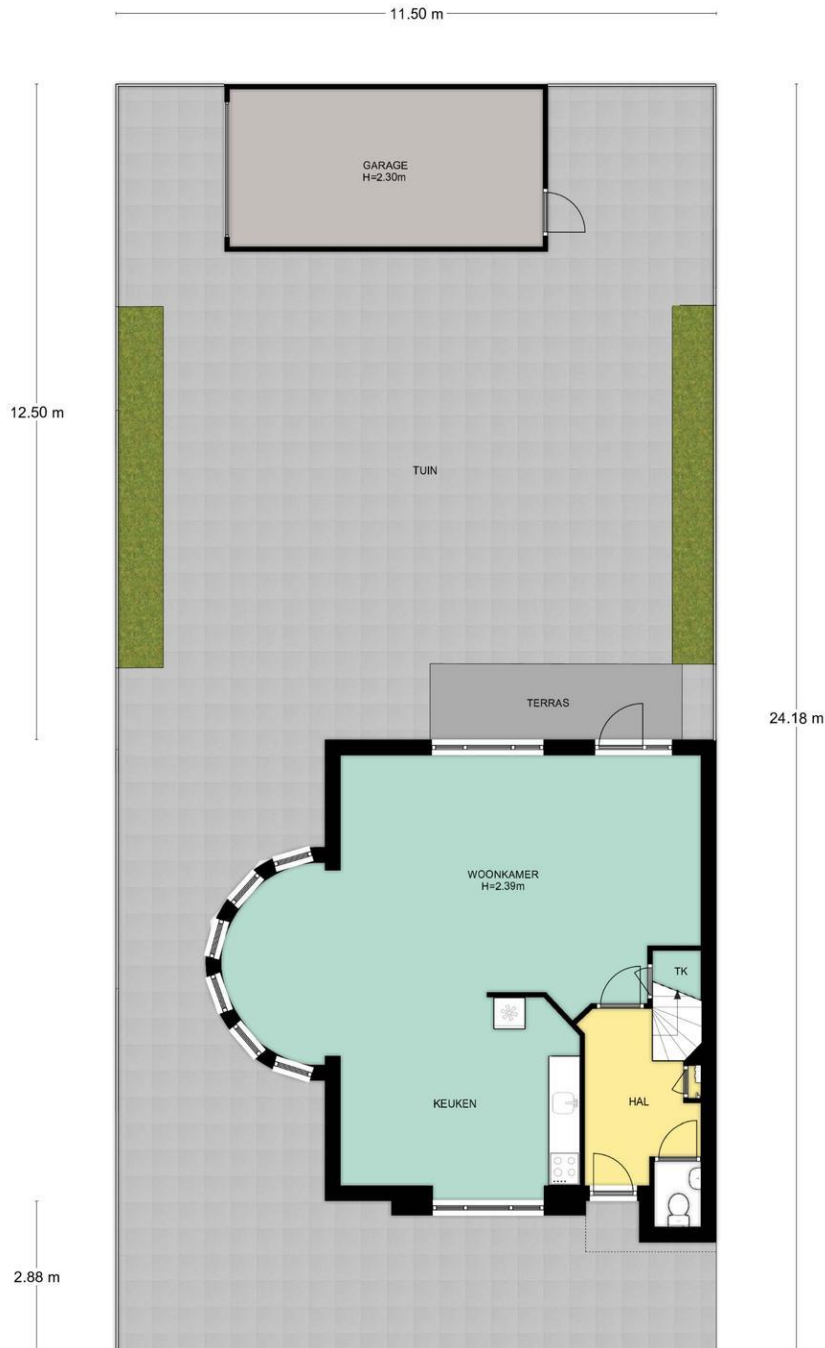 11.50 m
GARAGE
H=2.30m
12.50 m
TUIN
TERRAS
24.18 m
WOONKAMER
H=2.39m
TK
KEUKEN
HAL
2.88 m